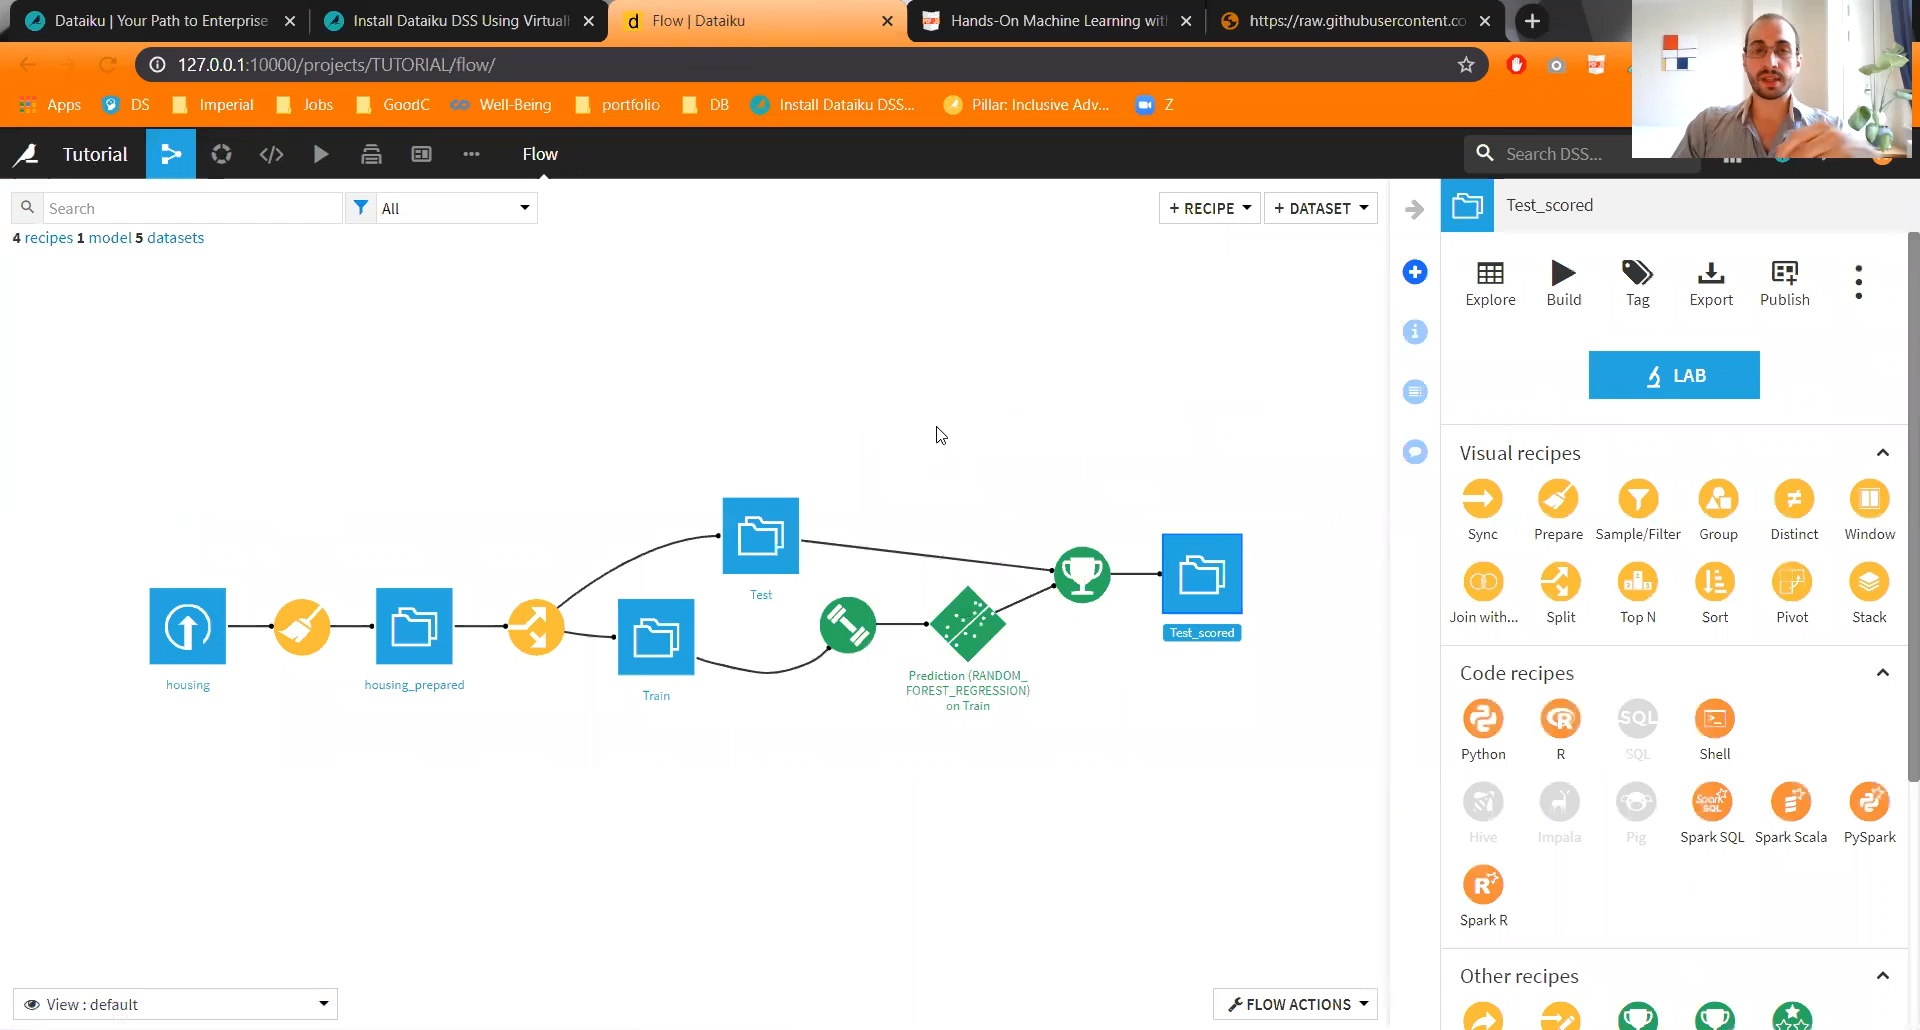 Dataiku | Your Path to Enterprise
Install Dataiku DSS Using Virtuall
Flow | Dataiku
Hands-On Machine Learning with
https://raw.githubusercontent.co
127.0.0.1:10000/projects/TUTORIAL/flow/
Apps DS Imperial Jobs GoodC Well-Being portfolio DB Install Dataiku DSS... Pillar: Inclusive Adv... Z
Tutorial Flow Search DSS...
Search All + RECIPE + DATASET
4 recipes 1 model 5 datasets
Test_scored
Explore Build Tag Export Publish
LAB
Visual recipes
Sync Prepare Sample/Filter Group Distinct Window
Join with... Split Top N Sort Pivot Stack
Code recipes
SQL
Python R SQL Shell
Spark SQL
Hive Impala Pig Spark SQL Spark Scala PySpark
R
Spark R
Other recipes
Test
Test_scored
housing
housing_prepared
Train
Prediction (RANDOM_
FOREST_REGRESSION)
on Train
View : default
FLOW ACTIONS